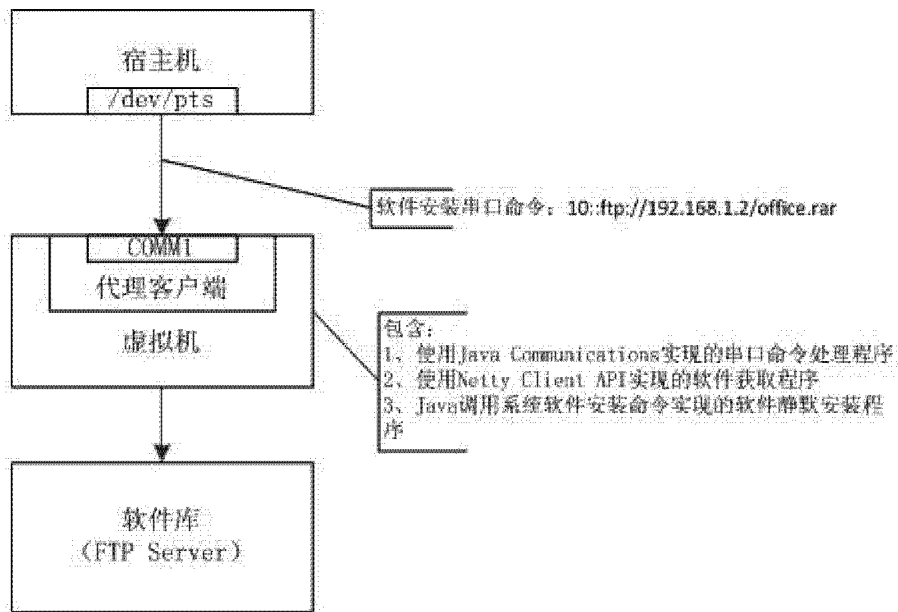 宿主机
/dev/pts
软件安装串口命令：10::ftp://192.168.1.2/office.rar
COMM1
代理客户端
虚拟机
包含：
1、使用Java Communications实现的串口命令处理程序
2、使用Netty Client API实现的软件获取程序
3、Java调用系统软件安装命令实现的软件静默安装程
序
软件库
（FTP Server）